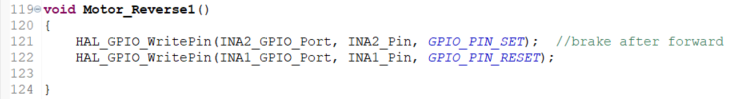 119 void Motor_Reverse1()
120 {
121     HAL_GPIO_WritePin(INA2_GPIO_Port, INA2_Pin, GPIO_PIN_SET);  //brake after forward
122     HAL_GPIO_WritePin(INA1_GPIO_Port, INA1_Pin, GPIO_PIN_RESET);
123
124 }